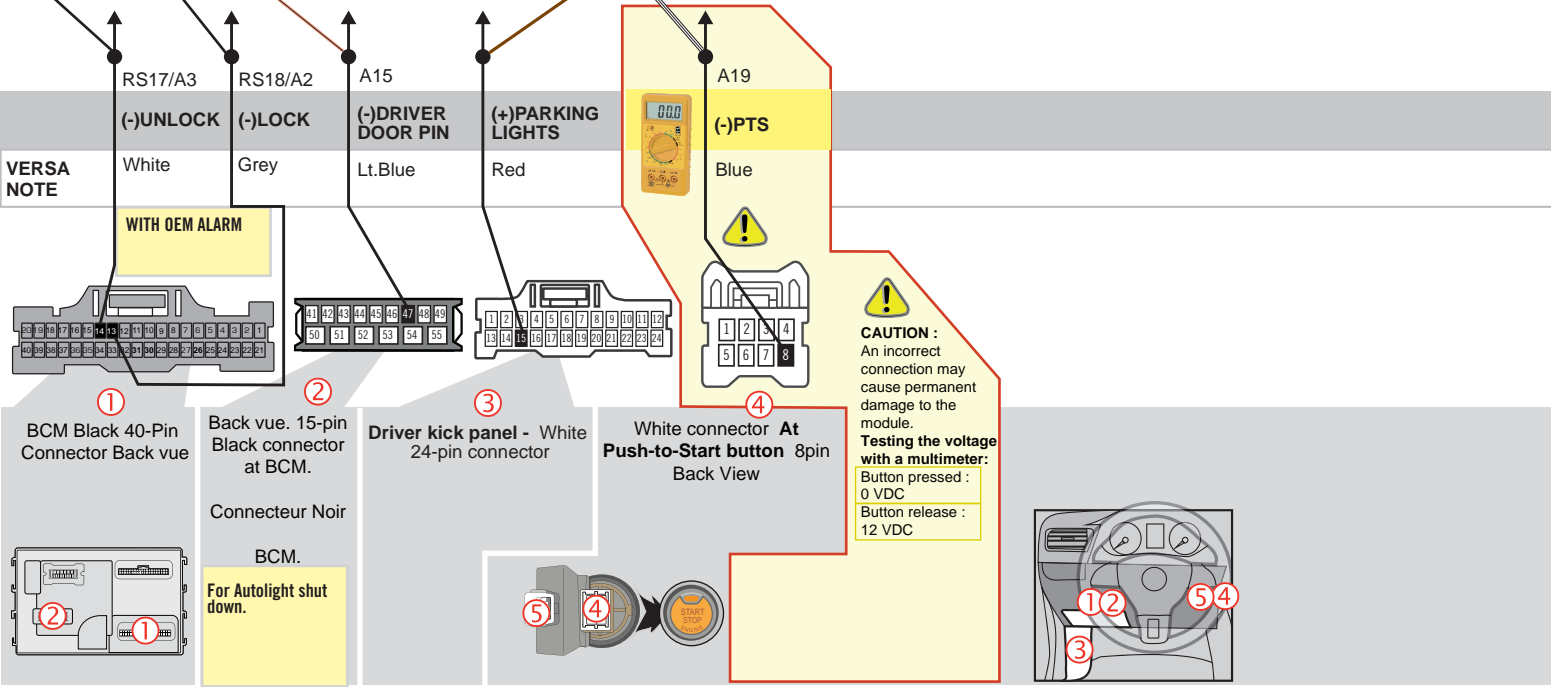 RS17/A3
RS18/A2
A15
A19
(-)UNLOCK
(-)LOCK
(-)DRIVER
DOOR PIN
(+)PARKING
LIGHTS
00.0
(-)PTS
VERSA
NOTE
White
Grey
Lt.Blue
Red
Blue
WITH OEM ALARM
20 19 18 17 16 15 14 13 12 11 10 9 8 7 6 5 4 3 2 1
40 39 38 37 36 35 34 33 32 31 30 29 28 27 26 25 24 23 22 21
41 42 43 44 45 46 47 48 49
50 51 52 53 54 55
1 2 3 4 5 6 7 8 9 10 11 12
13 14 15 16 17 18 19 20 21 22 23 24
1 2 3 4
5 6 7 8
CAUTION :
An incorrect
connection may
cause permanent
damage to the
module.
Testing the voltage
with a multimeter:
Button pressed :
0 VDC
Button release :
12 VDC
1
BCM Black 40-Pin
Connector Back vue
2
Back vue. 15-pin
Black connector
at BCM.
Connecteur Noir
BCM.
For Autolight shut
down.
3
Driver kick panel - White
24-pin connector
4
White connector At
Push-to-Start button 8pin
Back View
2
1
5
4
START
STOP
ENGINE
1 2
5 4
3